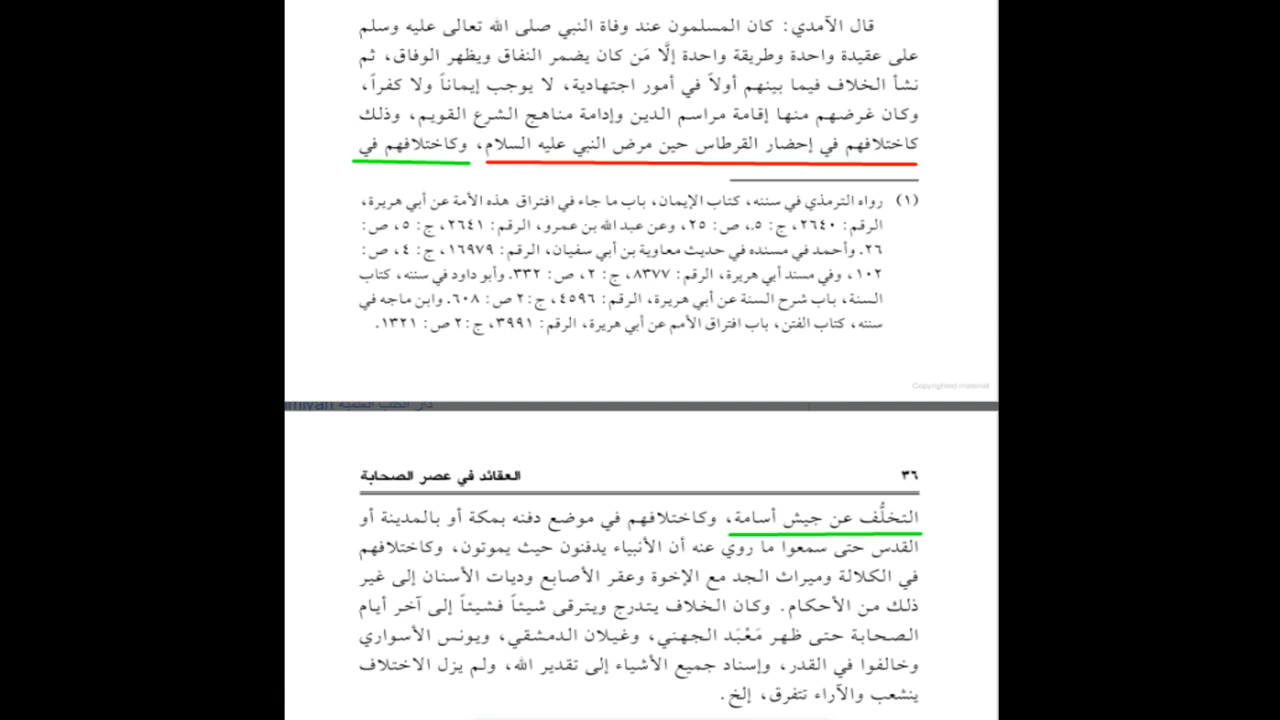 قال الآمدي: كان المسلمون عند وفاة النبي صلى الله تعالى عليه وسلم
على عقيدة واحدة وطريقة واحدة إلَّا مَن كان يضمر النفاق ويظهر الوفاق، ثم
نشأ الخلاف فيما بينهم أولاً في أمور اجتهادية، لا يوجب إيماناً ولا كفراً،
وكان غرضهم منها إقامة مراسم الدين وإدامة مناهج الشرع القويم، وذلك
كاختلافهم في إحضار القرطاس حين مرض النبي عليه السلام، وكاختلافهم في
(١) رواه الترمذي في سننه، كتاب الإيمان، باب ما جاء في افتراق هذه الأمة عن أبي هريرة،
الرقم: ٢٦٤٠، ج: ٥، ص: ٢٥، وعن عبد الله بن عمرو، الرقم: ٢٦٤١، ج: ٥، ص:
٢٦. وأحمد في مسنده في حديث معاوية بن أبي سفيان، الرقم: ١٦٩٧٩، ج: ٤، ص:
١٠٢، وفي مسند أبي هريرة، الرقم: ٨٣٧٧، ج: ٢، ص: ٣٣٢. وأبو داود في سننه، كتاب
السنة، باب شرح السنة عن أبي هريرة، الرقم: ٤٥٩٦، ج: ٢ ص: ٦٠٨. وابن ماجه في
سننه، كتاب الفتن، باب افتراق الأمم عن أبي هريرة، الرقم: ٣٩٩١، ج: ٢ ص: ١٣٢١.
Copyrighted material
٣٦ العقائد في عصر الصحابة
التخلُّف عن جيش أسامة، وكاختلافهم في موضع دفنه بمكة أو بالمدينة أو
القدس حتى سمعوا ما روي عنه أن الأنبياء يدفنون حيث يموتون، وكاختلافهم
في الكلالة وميراث الجد مع الإخوة وعقر الأصابع وديات الأسنان إلى غير
ذلك من الأحكام. وكان الخلاف يتدرج ويترقى شيئاً فشيئاً إلى آخر أيام
الصحابة حتى ظهر مَعْبَد الجهني، وغيلان الدمشقي، ويونس الأسواري
وخالفوا في القدر، وإسناد جميع الأشياء إلى تقدير الله، ولم يزل الاختلاف
ينشعب والآراء تتفرق، إلخ.